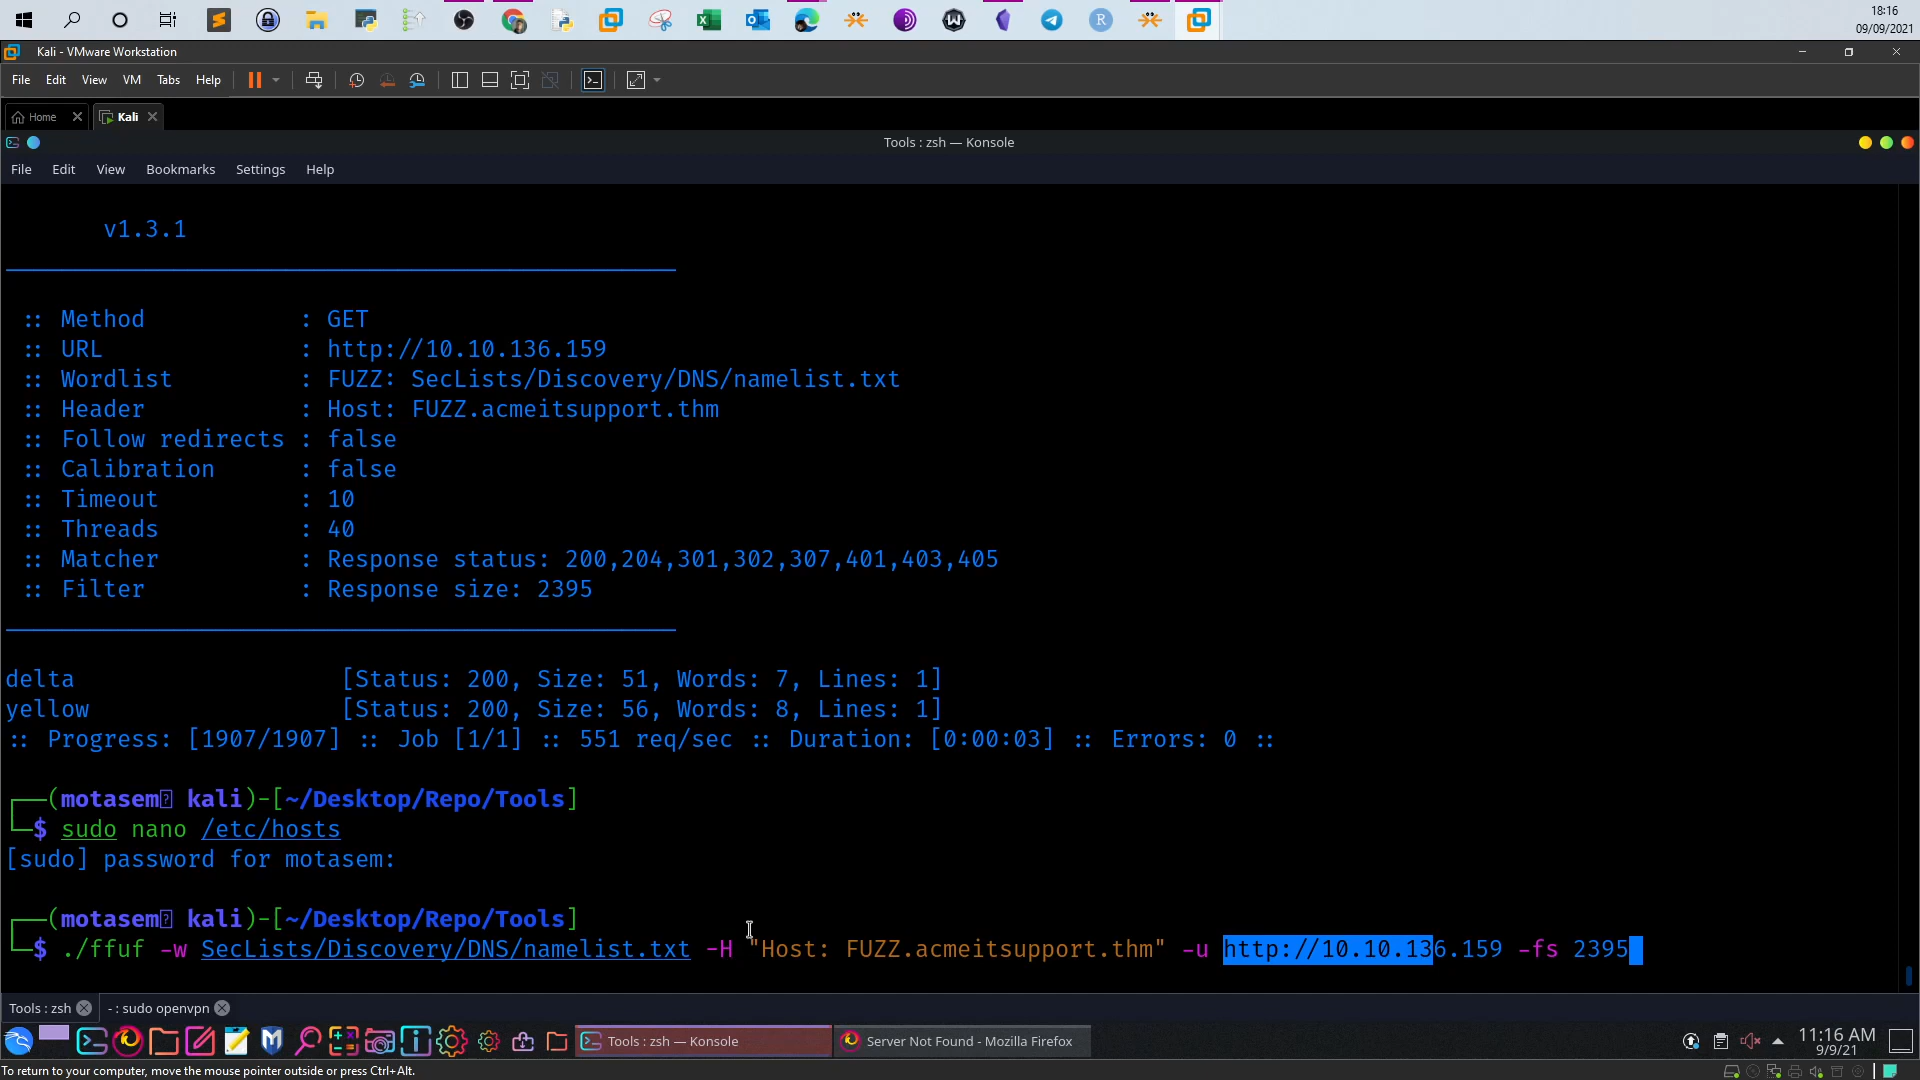 18:16
09/09/2021
Kali - VMware Workstation
File Edit View VM Tabs Help
Home Kali
Tools : zsh — Konsole
File Edit View Bookmarks Settings Help
v1.3.1
:: Method : GET
:: URL : http://10.10.136.159
:: Wordlist : FUZZ: SecLists/Discovery/DNS/namelist.txt
:: Header : Host: FUZZ.acmeitsupport.thm
:: Follow redirects : false
:: Calibration : false
:: Timeout : 10
:: Threads : 40
:: Matcher : Response status: 200,204,301,302,307,401,403,405
:: Filter : Response size: 2395
delta [Status: 200, Size: 51, Words: 7, Lines: 1]
yellow [Status: 200, Size: 56, Words: 8, Lines: 1]
:: Progress: [1907/1907] :: Job [1/1] :: 551 req/sec :: Duration: [0:00:03] :: Errors: 0 ::
┌──(motasem kali)-[~/Desktop/Repo/Tools]
└─$ sudo nano /etc/hosts
[sudo] password for motasem:
┌──(motasem kali)-[~/Desktop/Repo/Tools]
└─$ ./ffuf -w SecLists/Discovery/DNS/namelist.txt -H "Host: FUZZ.acmeitsupport.thm" -u http://10.10.136.159 -fs 2395
Tools : zsh - : sudo openvpn
Tools : zsh — Konsole Server Not Found - Mozilla Firefox
11:16 AM
9/9/21
To return to your computer, move the mouse pointer outside or press Ctrl+Alt.